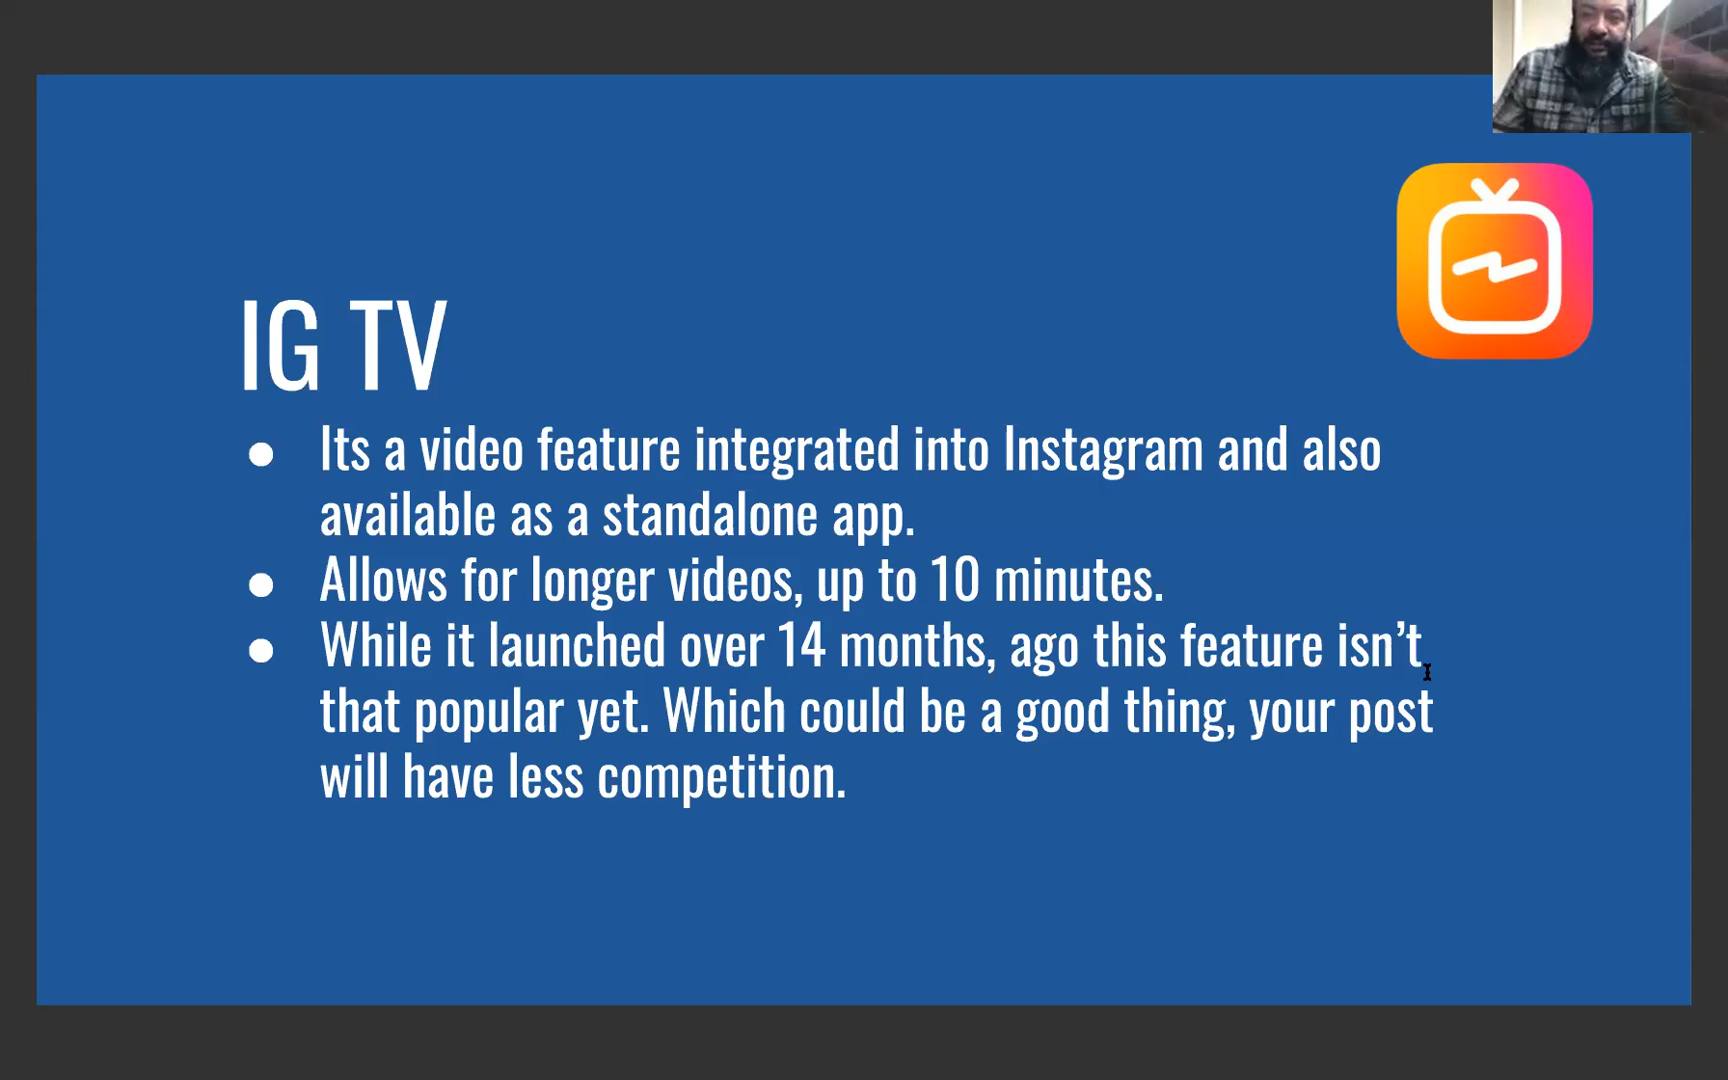 IG TV
● Its a video feature integrated into Instagram and also
available as a standalone app.
● Allows for longer videos, up to 10 minutes.
● While it launched over 14 months, ago this feature isn’t
that popular yet. Which could be a good thing, your post
will have less competition.